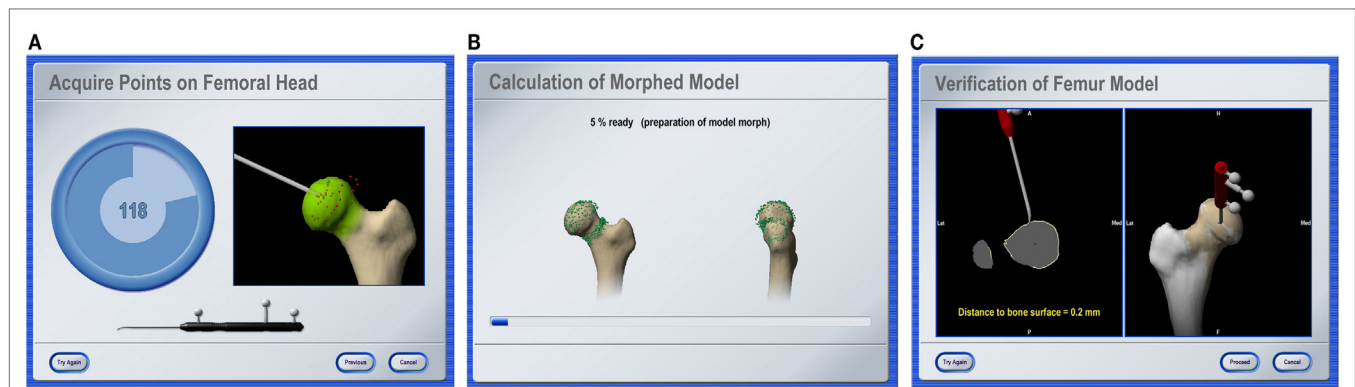 A
Acquire Points on Femoral Head
118
Try Again
Previous
Cancel
B
Calculation of Morphed Model
5 % ready (preparation of model morph)
C
Verification of Femur Model
A
H
Lat
Med
Lat
Med
Distance to bone surface = 0.2 mm
P
F
Try Again
Proceed
Cancel